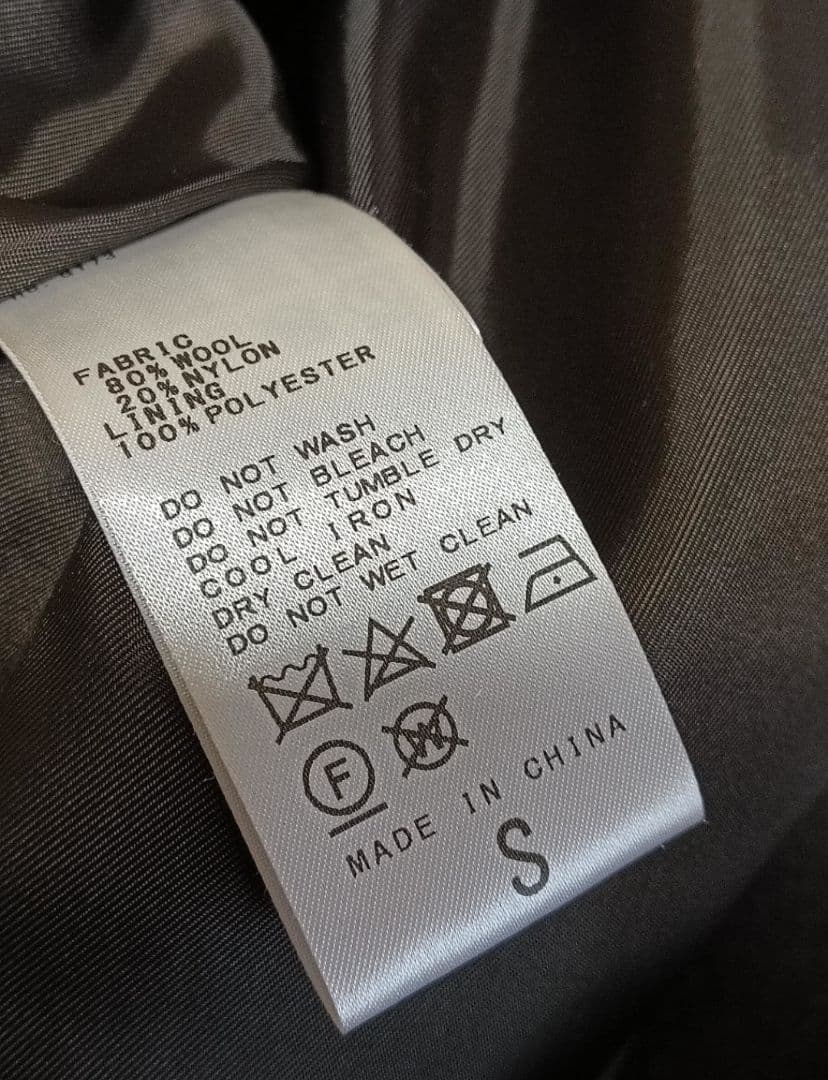 FABRIC
80% WOOL
20% NYLON
LINING
100% POLYESTER
DO NOT WASH
DO NOT BLEACH
DO NOT TUMBLE DRY
COOL IRON
DRY CLEAN
DO NOT WET CLEAN
F W
MADE IN CHINA
S